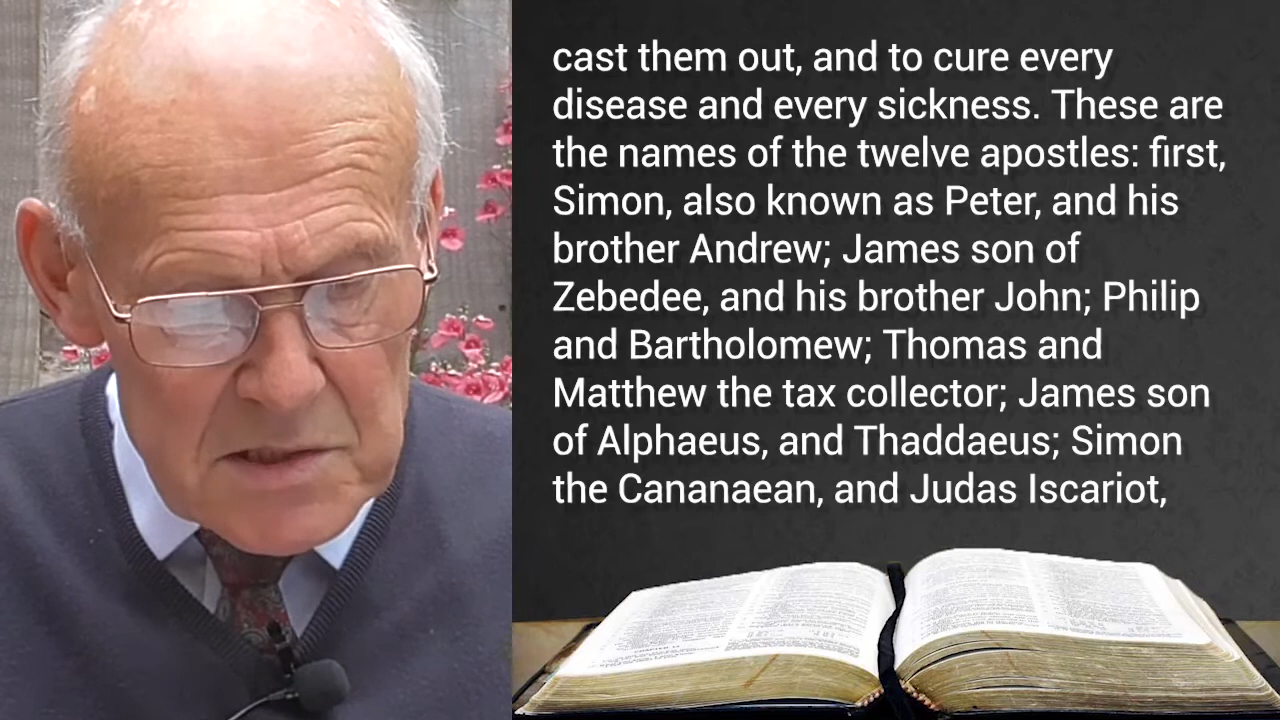 cast them out, and to cure every
disease and every sickness. These are
the names of the twelve apostles: first,
Simon, also known as Peter, and his
brother Andrew; James son of
Zebedee, and his brother John; Philip
and Bartholomew; Thomas and
Matthew the tax collector; James son
of Alphaeus, and Thaddaeus; Simon
the Cananaean, and Judas Iscariot,